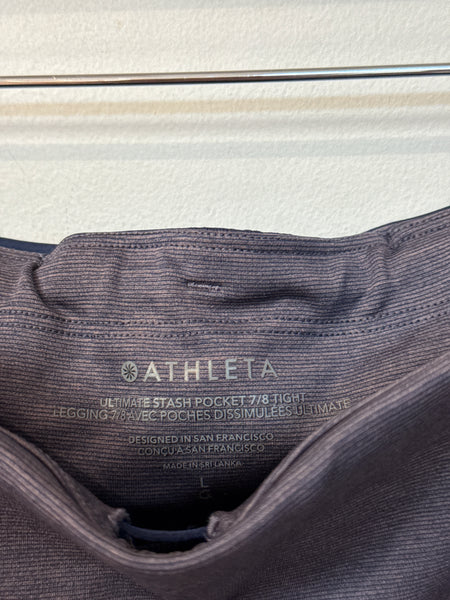 ATHLETA
ULTIMATE STASH POCKET 7/8 TIGHT
LEGGING 7/8 AVEC POCHES DISSIMULÉES ULTIMATE
DESIGNED IN SAN FRANCISCO
CONÇU À SAN FRANCISCO
MADE IN SRI LANKA
L
G